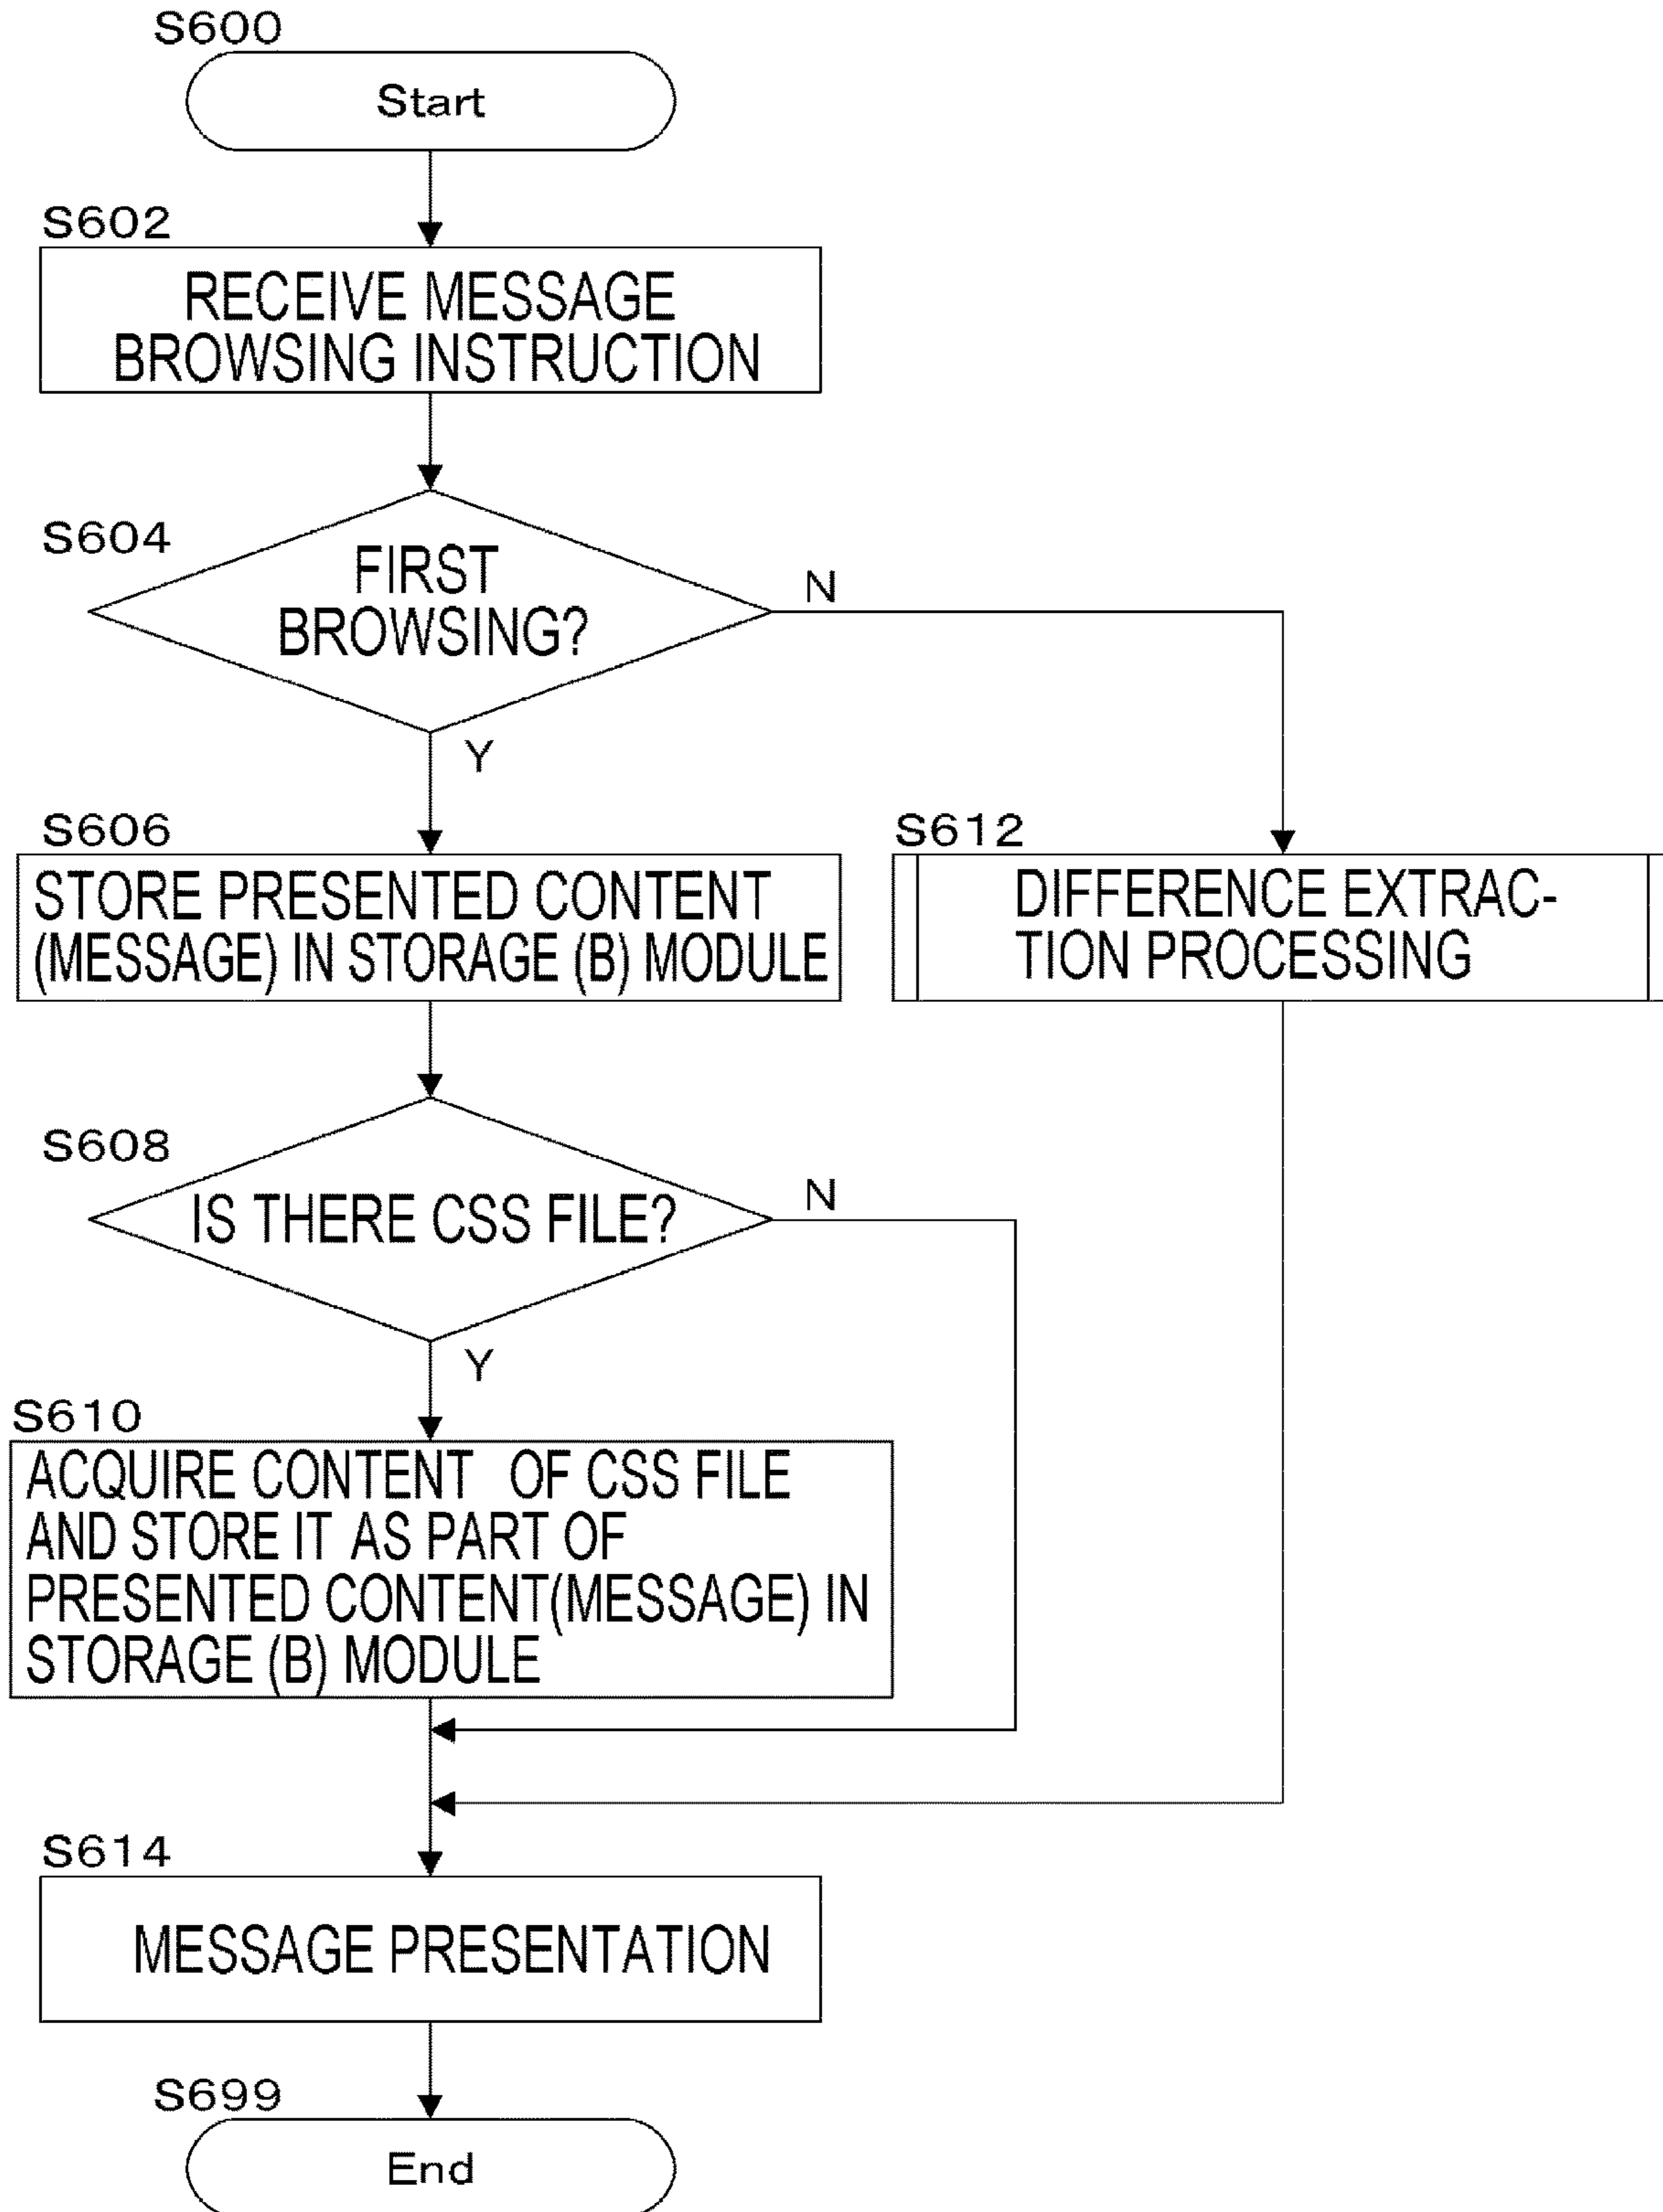 S600
Start
S602
RECEIVE MESSAGE
BROWSING INSTRUCTION
S604
FIRST
BROWSING?
N
Y
S606
STORE PRESENTED CONTENT
(MESSAGE) IN STORAGE (B) MODULE
S612
DIFFERENCE EXTRAC-
TION PROCESSING
S608
IS THERE CSS FILE?
N
Y
S610
ACQUIRE CONTENT OF CSS FILE
AND STORE IT AS PART OF
PRESENTED CONTENT(MESSAGE) IN
STORAGE (B) MODULE
S614
MESSAGE PRESENTATION
S699
End